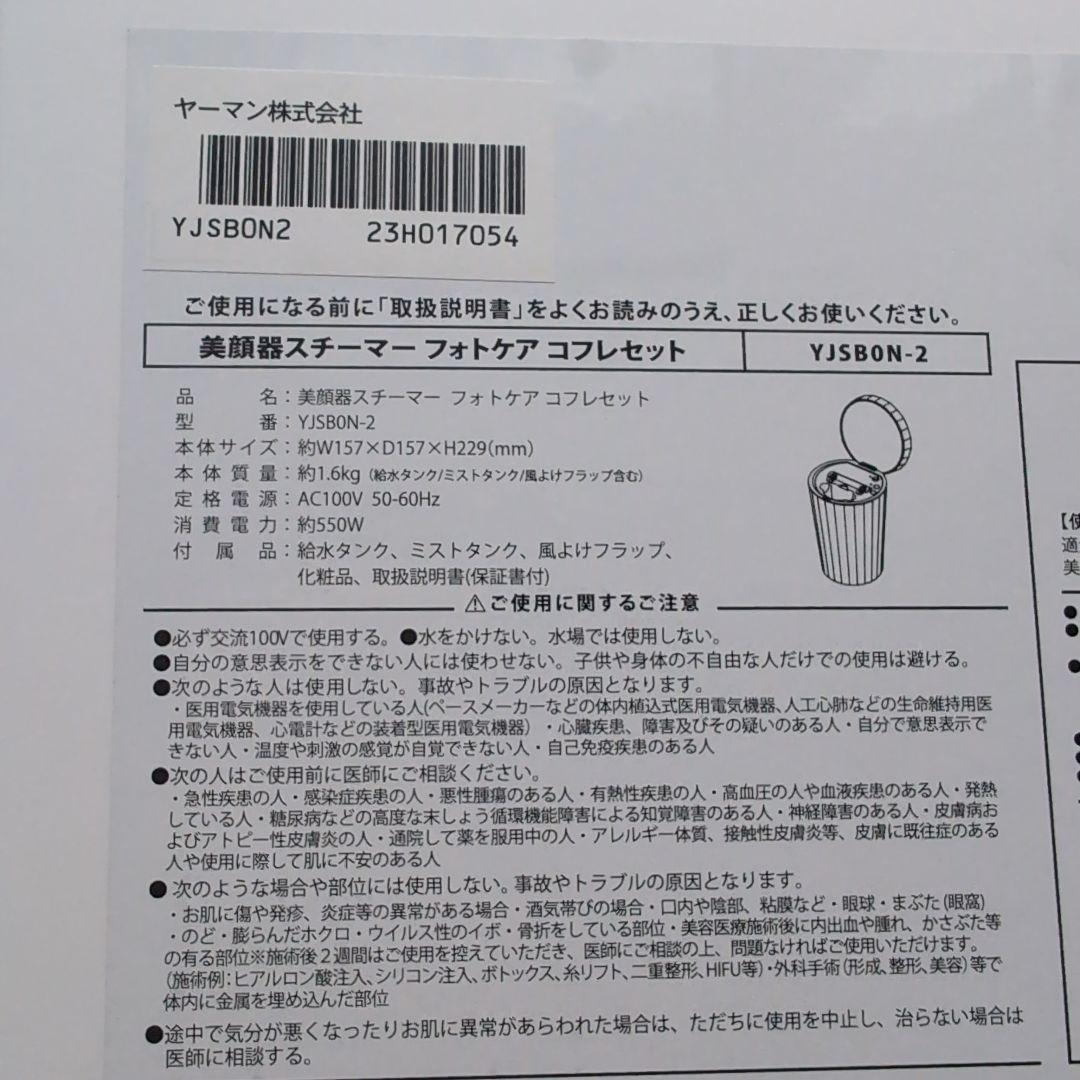 ヤーマン株式会社
YJSB0N2 23H017054
ご使用になる前に「取扱説明書」をよくお読みのうえ、正しくお使いください。
美顔器スチーマー フォトケア コフレセット YJSB0N-2
品名：美顔器スチーマー フォトケア コフレセット
型番：YJSB0N-2
本体サイズ：約W157×D157×H229(mm)
本体質量：約1.6kg（給水タンク/ミストタンク/風よけフラップ含む）
定格電源：AC100V 50-60Hz
消費電力：約550W
付属品：給水タンク、ミストタンク、風よけフラップ、
化粧品、取扱説明書(保証書付)
⚠ご使用に関するご注意
●必ず交流100Vで使用する。●水をかけない。水場では使用しない。
●自分の意思表示をできない人には使わせない。子供や身体の不自由な人だけでの使用は避ける。
●次のような人は使用しない。事故やトラブルの原因となります。
・医用電気機器を使用している人(ペースメーカーなどの体内植込式医用電気機器、人工心肺などの生命維持用医
用電気機器、心電計などの装着型医用電気機器）・心臓疾患、障害及びその疑いのある人・自分で意思表示で
きない人・温度や刺激の感覚が自覚できない人・自己免疫疾患のある人
●次の人はご使用前に医師にご相談ください。
・急性疾患の人・感染症疾患の人・悪性腫瘍のある人・有熱性疾患の人・高血圧の人や血液疾患のある人・発熱
している人・糖尿病などの高度な末しょう循環機能障害による知覚障害のある人・神経障害のある人・皮膚病お
よびアトピー性皮膚炎の人・通院して薬を服用中の人・アレルギー体質、接触性皮膚炎等、皮膚に既往症のある
人や使用に際して肌に不安のある人
●次のような場合や部位には使用しない。事故やトラブルの原因となります。
・お肌に傷や発疹、炎症等の異常がある場合・酒気帯びの場合・口内や陰部、粘膜など・眼球・まぶた(眼窩)
・のど・膨らんだホクロ・ウイルス性のイボ・骨折をしている部位・美容医療施術後に内出血や腫れ、かさぶた等
の有る部位※施術後２週間はご使用を控えていただき、医師にご相談の上、問題なければご使用いただけます。
（施術例：ヒアルロン酸注入、シリコン注入、ボトックス、糸リフト、二重整形、HIFU等）・外科手術（形成、整形、美容）等で
体内に金属を埋め込んだ部位
●途中で気分が悪くなったりお肌に異常があらわれた場合は、ただちに使用を中止し、治らない場合は
医師に相談する。
【使
適
美